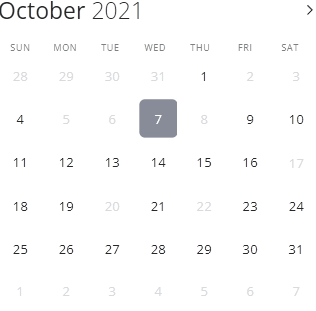 October 2021
SUN MON TUE WED THU FRI SAT
28 29 30 31 1 2 3
4 5 6 7 8 9 10
11 12 13 14 15 16 17
18 19 20 21 22 23 24
25 26 27 28 29 30 31
1 2 3 4 5 6 7